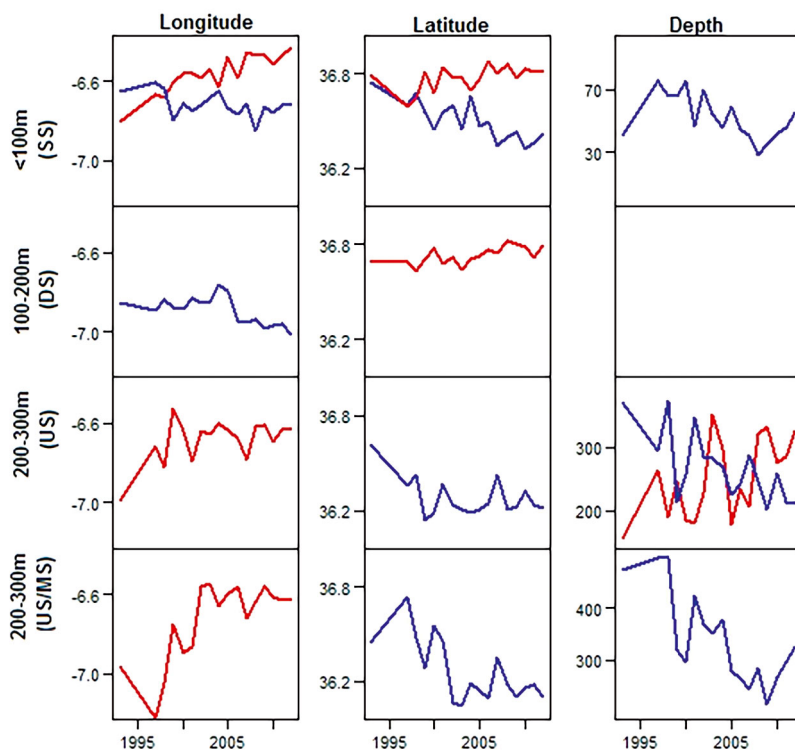 Longitude Latitude Depth
<100m
(SS)
-6.6
-7.0
36.8
36.2
70
30
100-200m
(DS)
-6.6
-7.0
36.8
36.2
200-300m
(US)
-6.6
-7.0
36.8
36.2
300
200
200-300m
(US/MS)
-6.6
-7.0
36.8
36.2
400
300
1995 2005 1995 2005 1995 2005